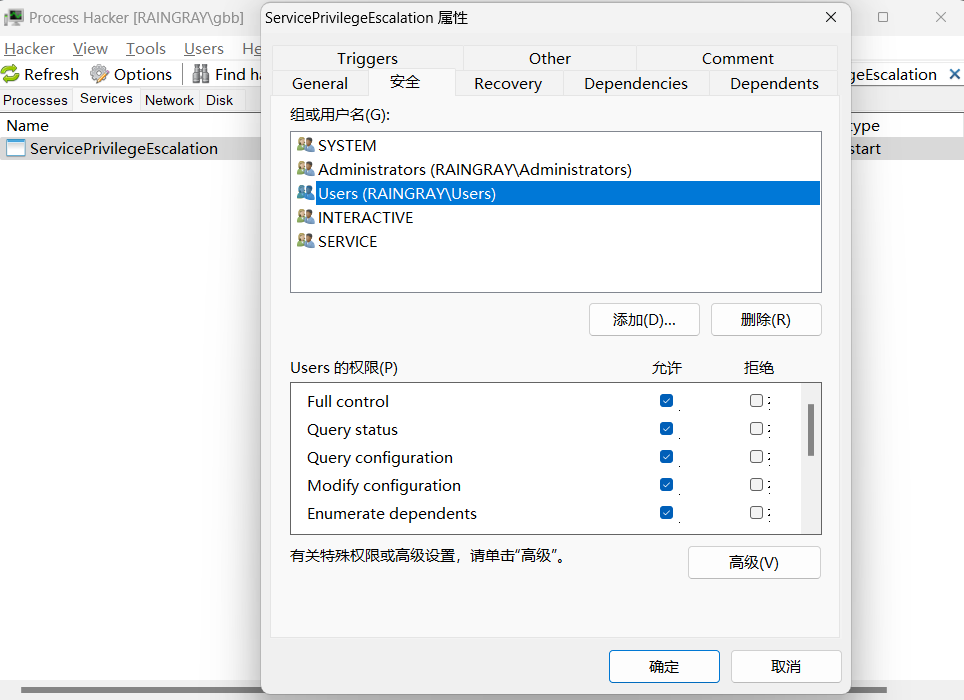 Process Hacker [RAINGRAY\gbb]
Hacker View Tools Users He
Refresh Options Find ha
gEscalation
Processes Services Network Disk
Name
type
ServicePrivilegeEscalation
start
ServicePrivilegeEscalation 属性
Triggers Other Comment
General 安全 Recovery Dependencies Dependents
组或用户名(G):
SYSTEM
Administrators (RAINGRAY\Administrators)
Users (RAINGRAY\Users)
INTERACTIVE
SERVICE
添加(D)... 删除(R)
Users 的权限(P) 允许 拒绝
Full control
Query status
Query configuration
Modify configuration
Enumerate dependents
有关特殊权限或高级设置，请单击“高级”。
高级(V)
确定 取消